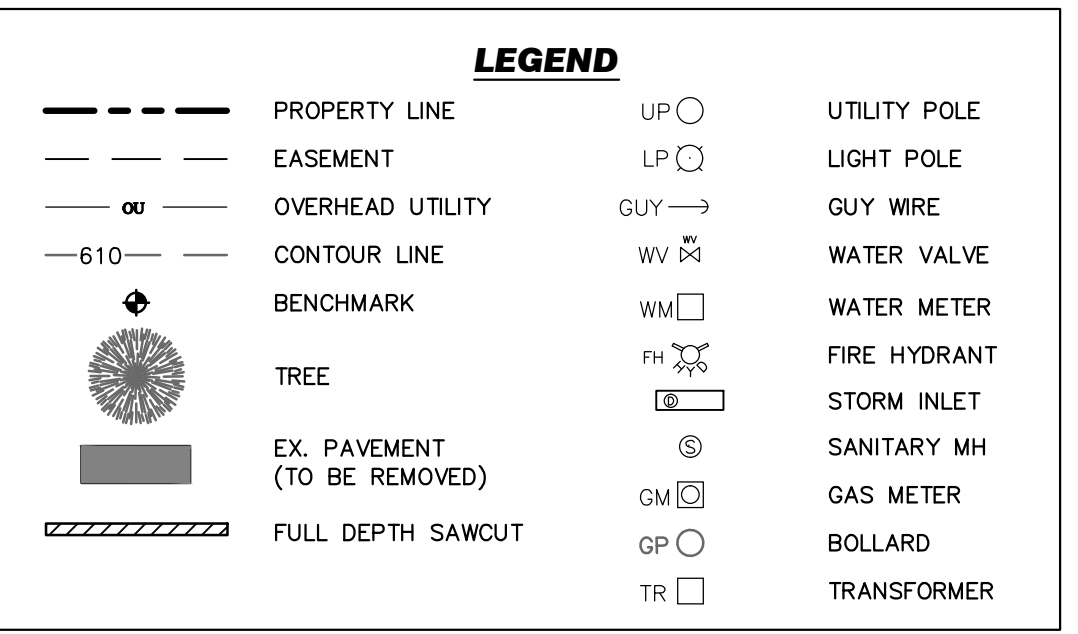 LEGEND
PROPERTY LINE
EASEMENT
OU OVERHEAD UTILITY
610 CONTOUR LINE
BENCHMARK
TREE
EX. PAVEMENT
(TO BE REMOVED)
FULL DEPTH SAWCUT
UP UTILITY POLE
LP LIGHT POLE
GUY GUY WIRE
WV WV WATER VALVE
WM WATER METER
FH FIRE HYDRANT
D STORM INLET
S SANITARY MH
GM GAS METER
GP BOLLARD
TR TRANSFORMER